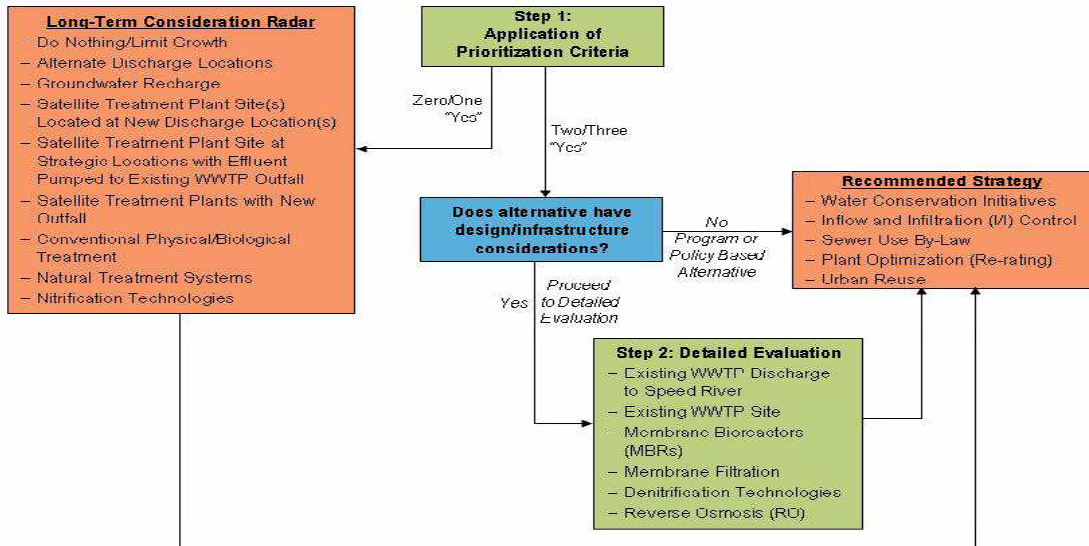 Long-Term Consideration Radar
– Do Nothing/Limit Growth
– Alternate Discharge Locations
– Groundwater Recharge
– Satellite Treatment Plant Site(s)
Located at New Discharge Location(s)
– Satellite Treatment Plant Site at
Strategic Locations with Effluent
Pumped to Existing WWTP Outfall
– Satellite Treatment Plants with New
Outfall
– Conventional Physical/Biological
Treatment
– Natural Treatment Systems
– Nitrification Technologies
Step 1:
Application of
Prioritization Criteria
Zero/One
"Yes"
Two/Three
"Yes"
Does alternative have
design/infrastructure
considerations?
No
Program or
Policy Based
Alternative
Recommended Strategy
– Water Conservation Initiatives
– Inflow and Infiltration (I/I) Control
– Sewer Use By-Law
– Plant Optimization (Re-rating)
– Urban Reuse
Yes
Proceed
to Detailed
Evaluation
Step 2: Detailed Evaluation
– Existing WWTP Discharge
to Speed River
– Existing WWTP Site
– Membrane Bioreactors
(MBRs)
– Membrane Filtration
– Denitrification Technologies
– Reverse Osmosis (RO)